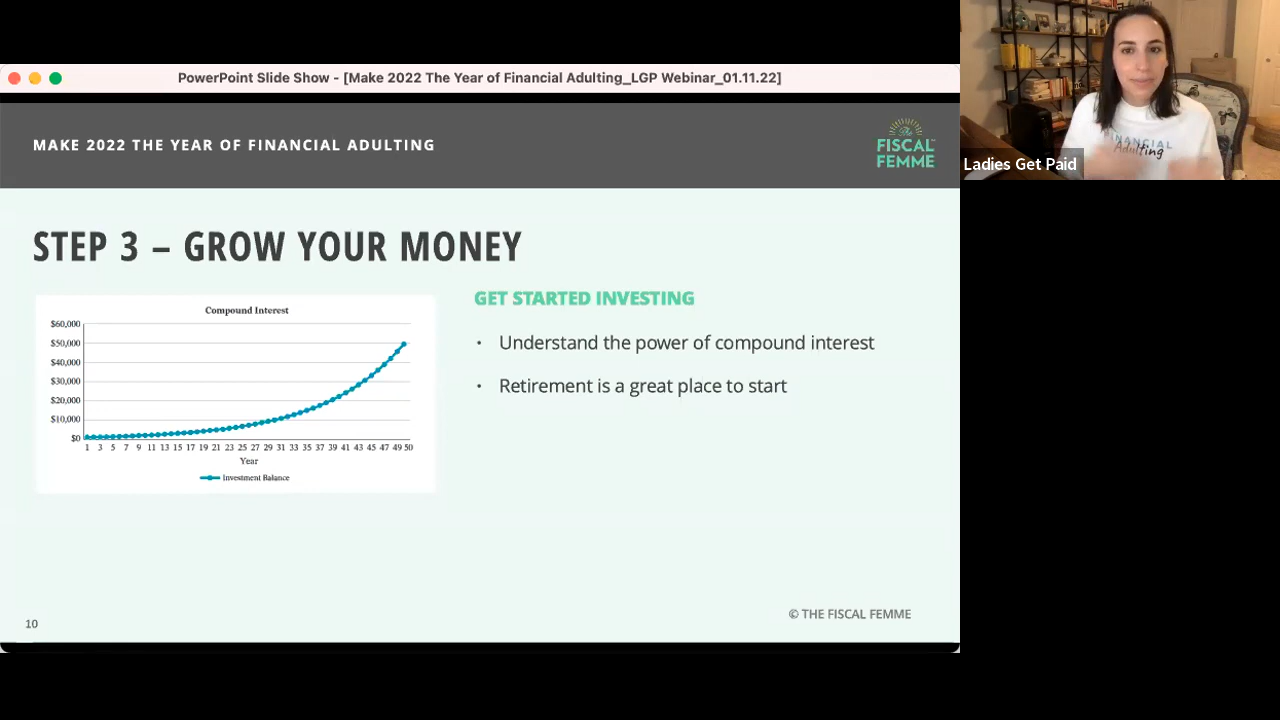 PowerPoint Slide Show - [Make 2022 The Year of Financial Adulting_LGP Webinar_01.11.22]
MAKE 2022 THE YEAR OF FINANCIAL ADULTING
The
FISCAL
FEMME
FINANCIAL
Adulting
Ladies Get Paid
STEP 3 – GROW YOUR MONEY
Compound Interest
$60,000
$50,000
$40,000
$30,000
$20,000
$10,000
$0
1 3 5 7 9 11 13 15 17 19 21 23 25 27 29 31 33 35 37 39 41 43 45 47 49 50
Year
Investment Balance
GET STARTED INVESTING
• Understand the power of compound interest
• Retirement is a great place to start
© THE FISCAL FEMME
10